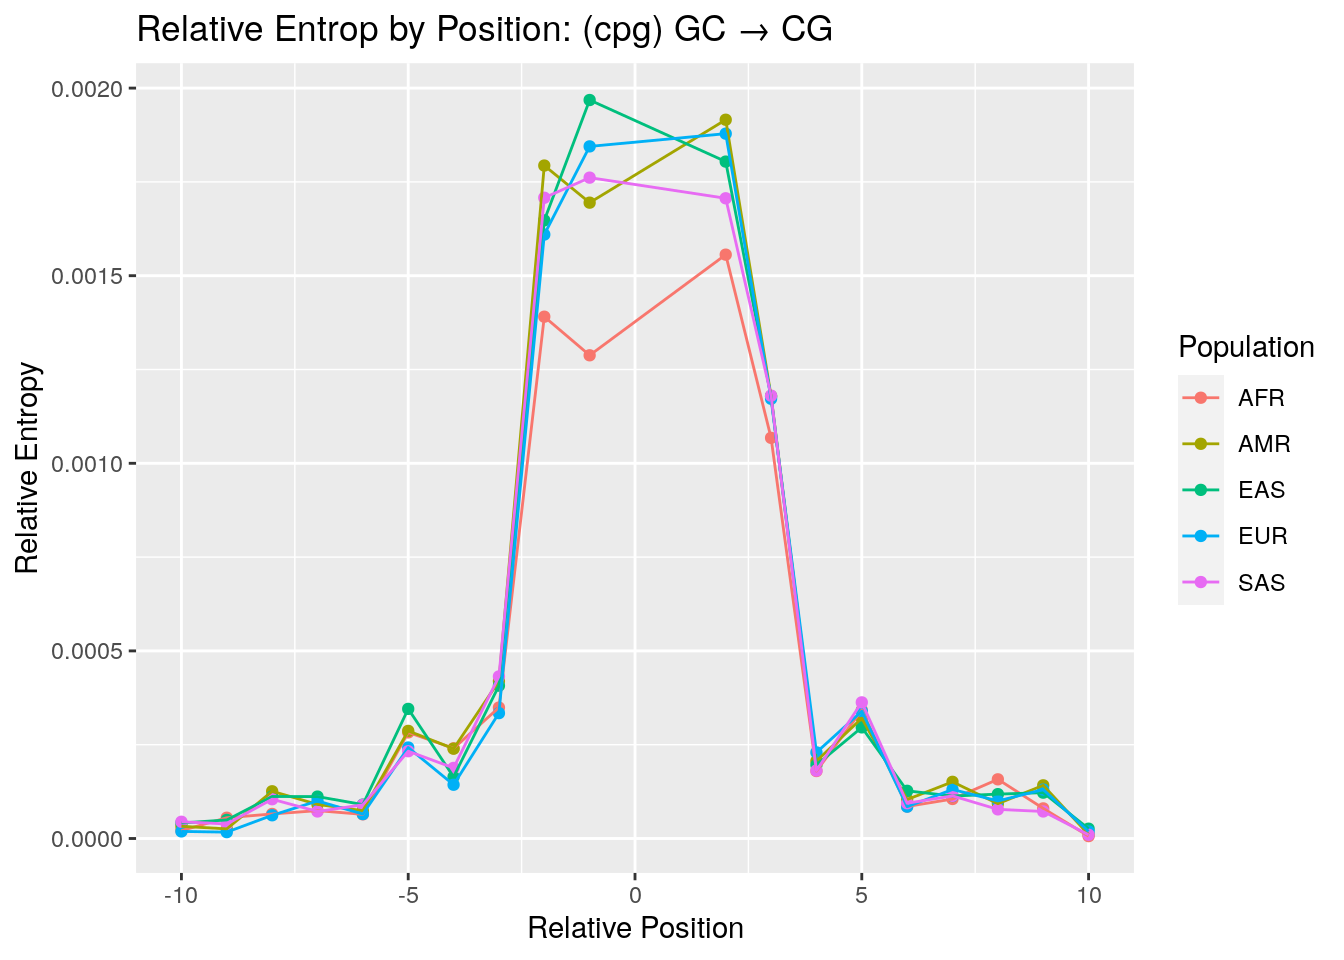 Relative Entrop by Position: (cpg) GC → CG
Relative Entropy
0.0020
0.0015
0.0010
0.0005
0.0000
-10
-5
0
5
10
Relative Position
Population
AFR
AMR
EAS
EUR
SAS